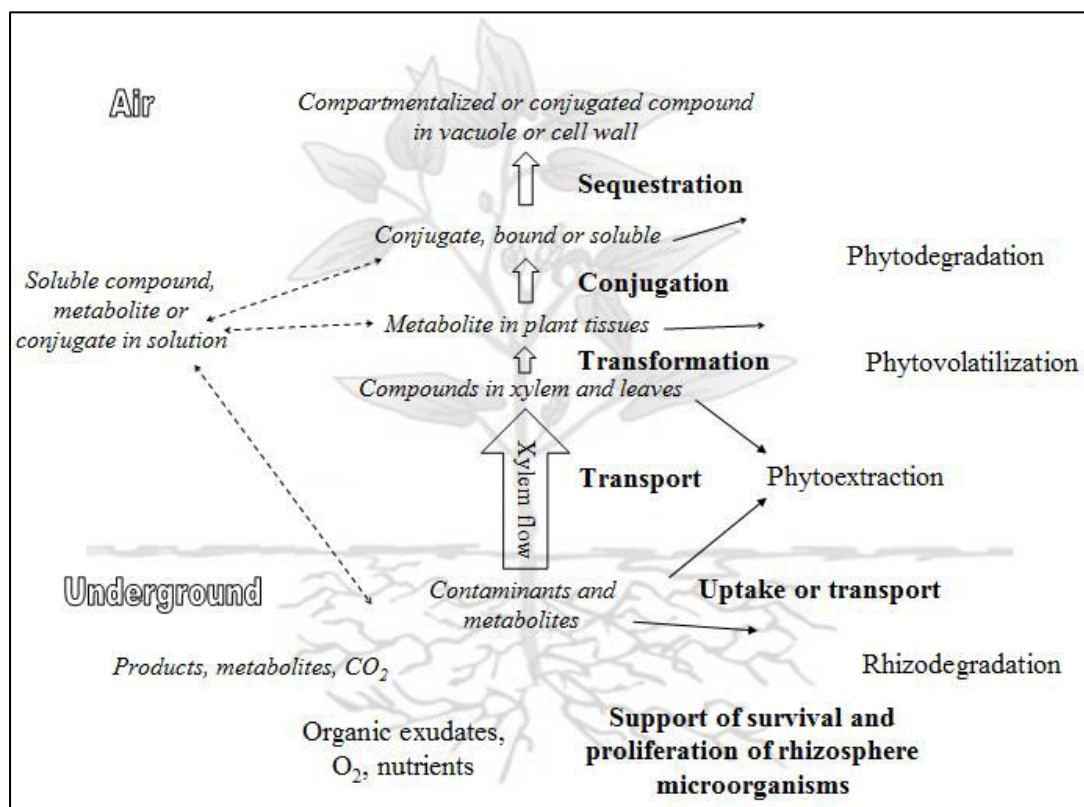 Air
Compartmentalized or conjugated compound
in vacuole or cell wall
Sequestration
Conjugate, bound or soluble
Phytodegradation
Soluble compound,
metabolite or
conjugate in solution
Conjugation
Metabolite in plant tissues
Transformation
Phytovolatilization
Compounds in xylem and leaves
Xylem flow
Transport
Phytoextraction
Underground
Contaminants and
metabolites
Uptake or transport
Products, metabolites, CO₂
Rhizodegradation
Organic exudates,
O₂, nutrients
Support of survival and
proliferation of rhizosphere
microorganisms